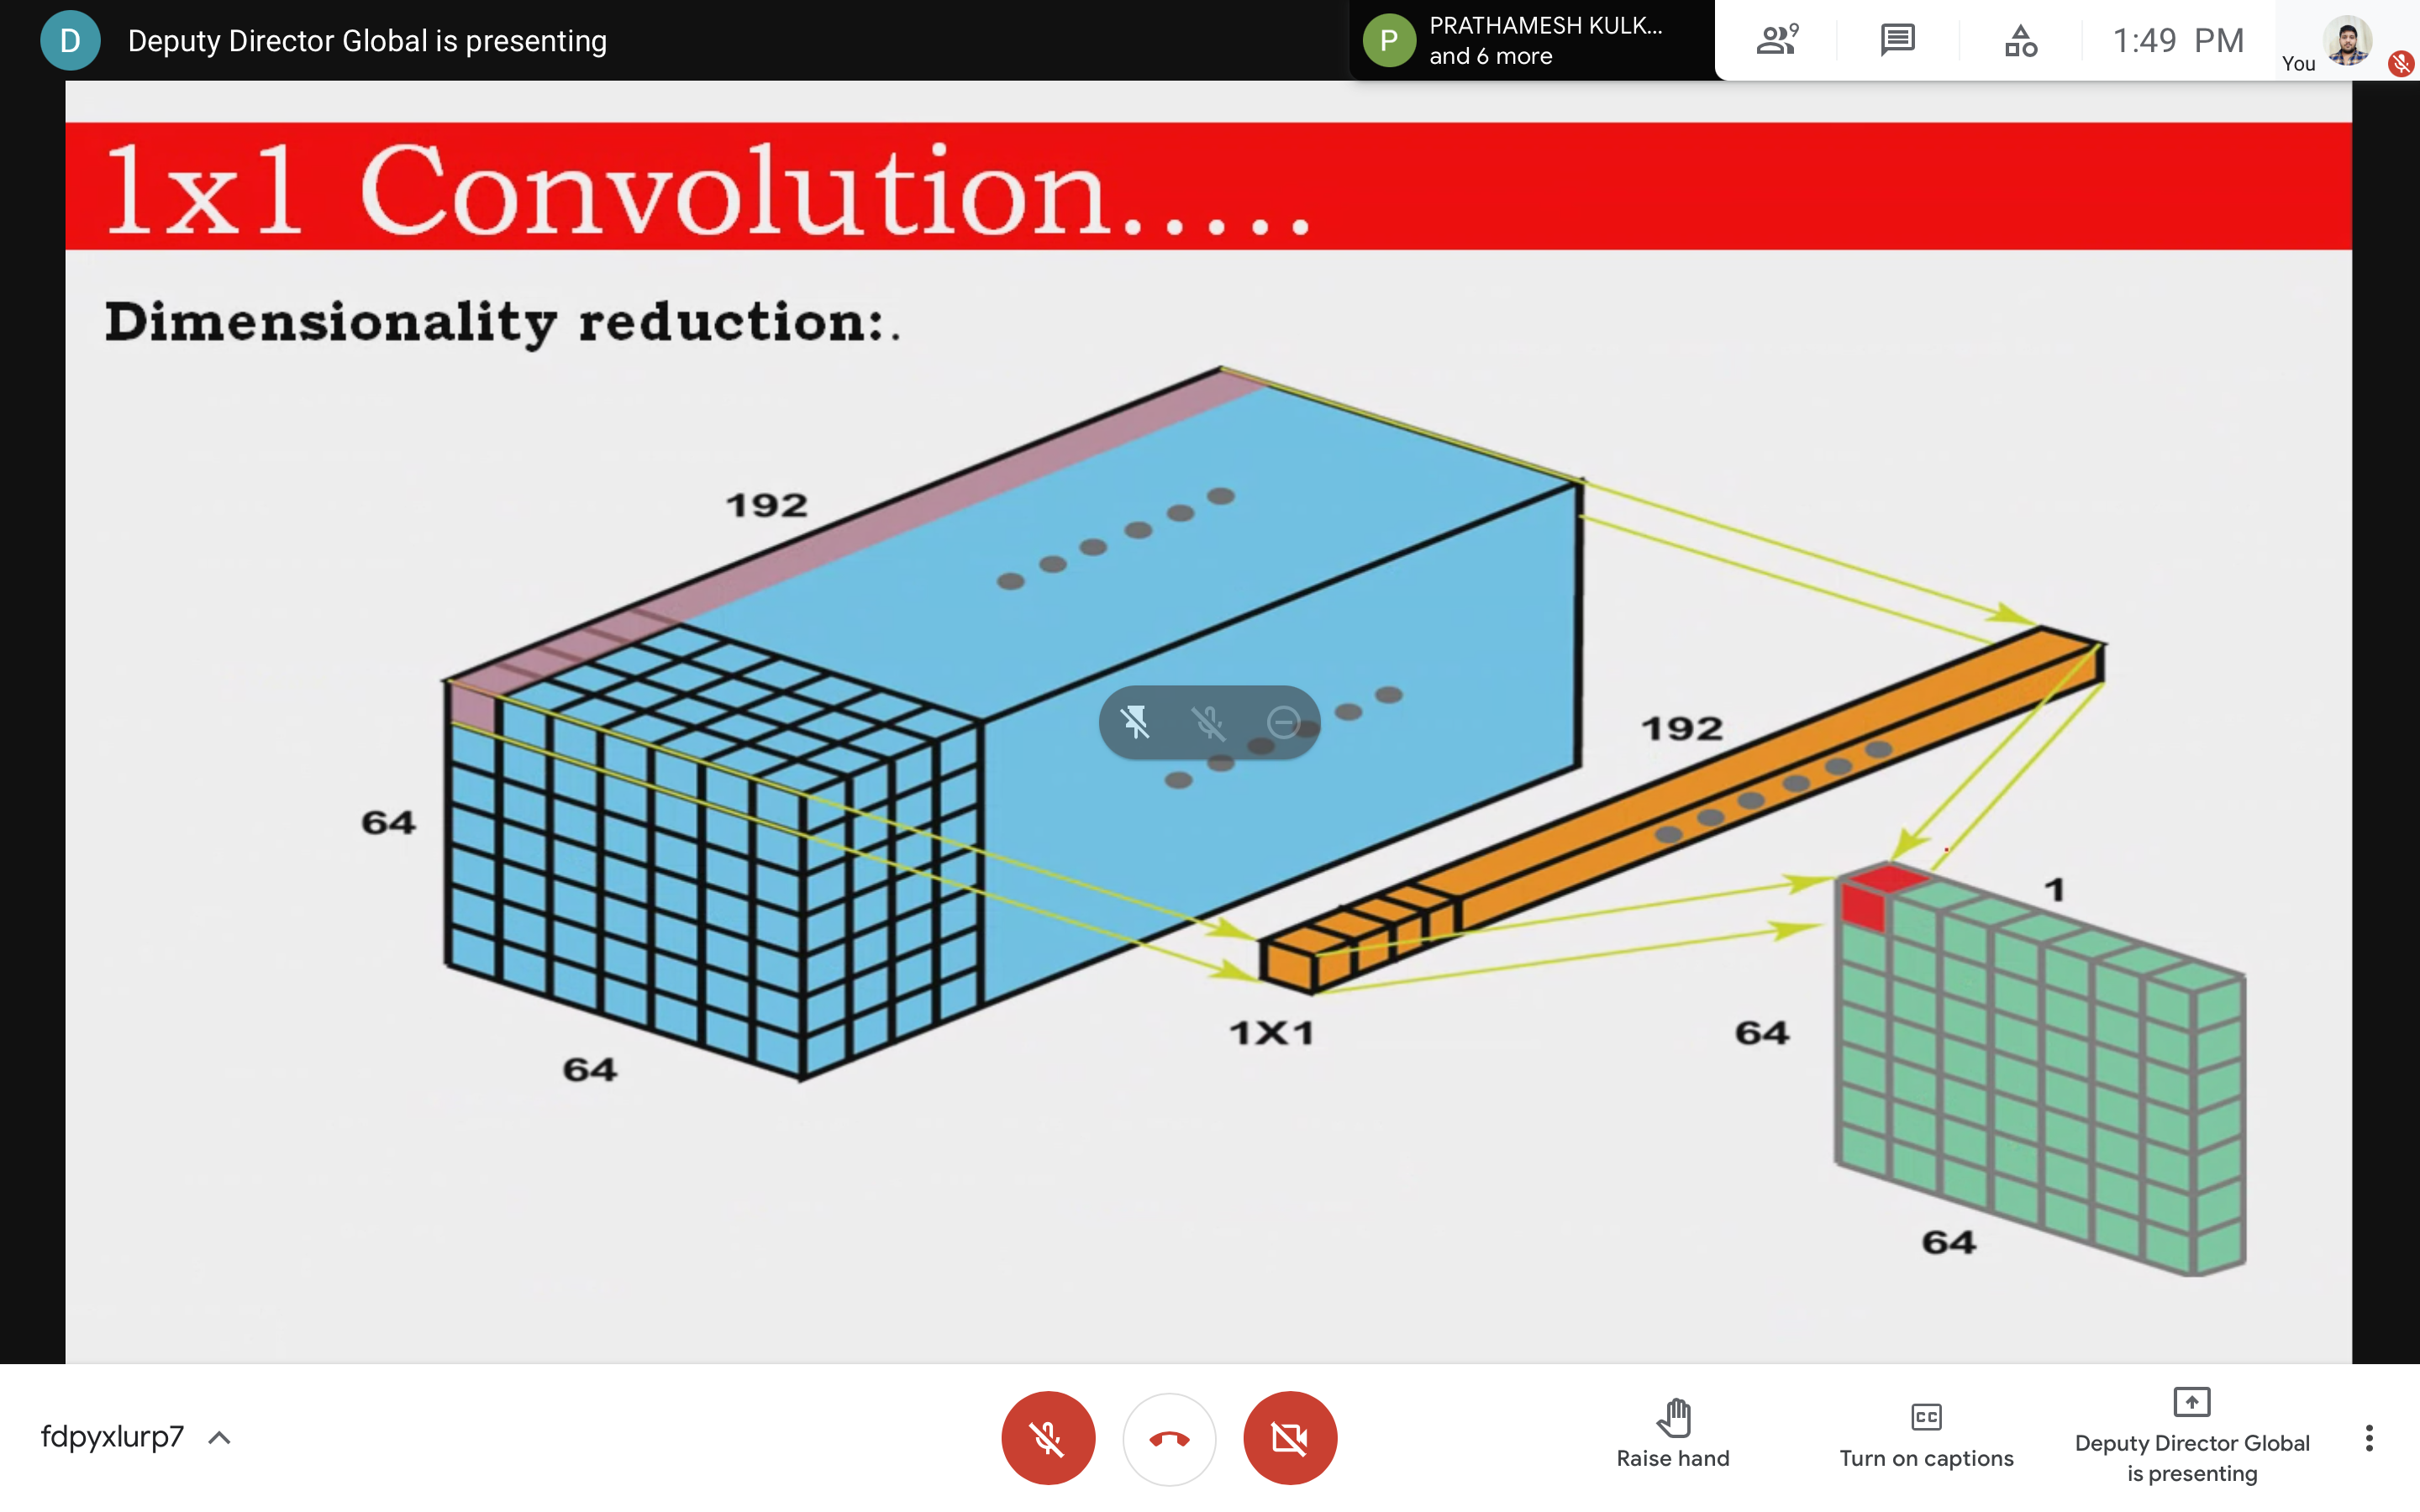 D
Deputy Director Global is presenting
P
PRATHAMESH KULK...
and 6 more
9
1:49 PM
You
1x1 Convolution.....
Dimensionality reduction:.
192
192
64
1
64
1X1
64
64
fdpyxlurp7
Raise hand
CC
Turn on captions
Deputy Director Global
is presenting